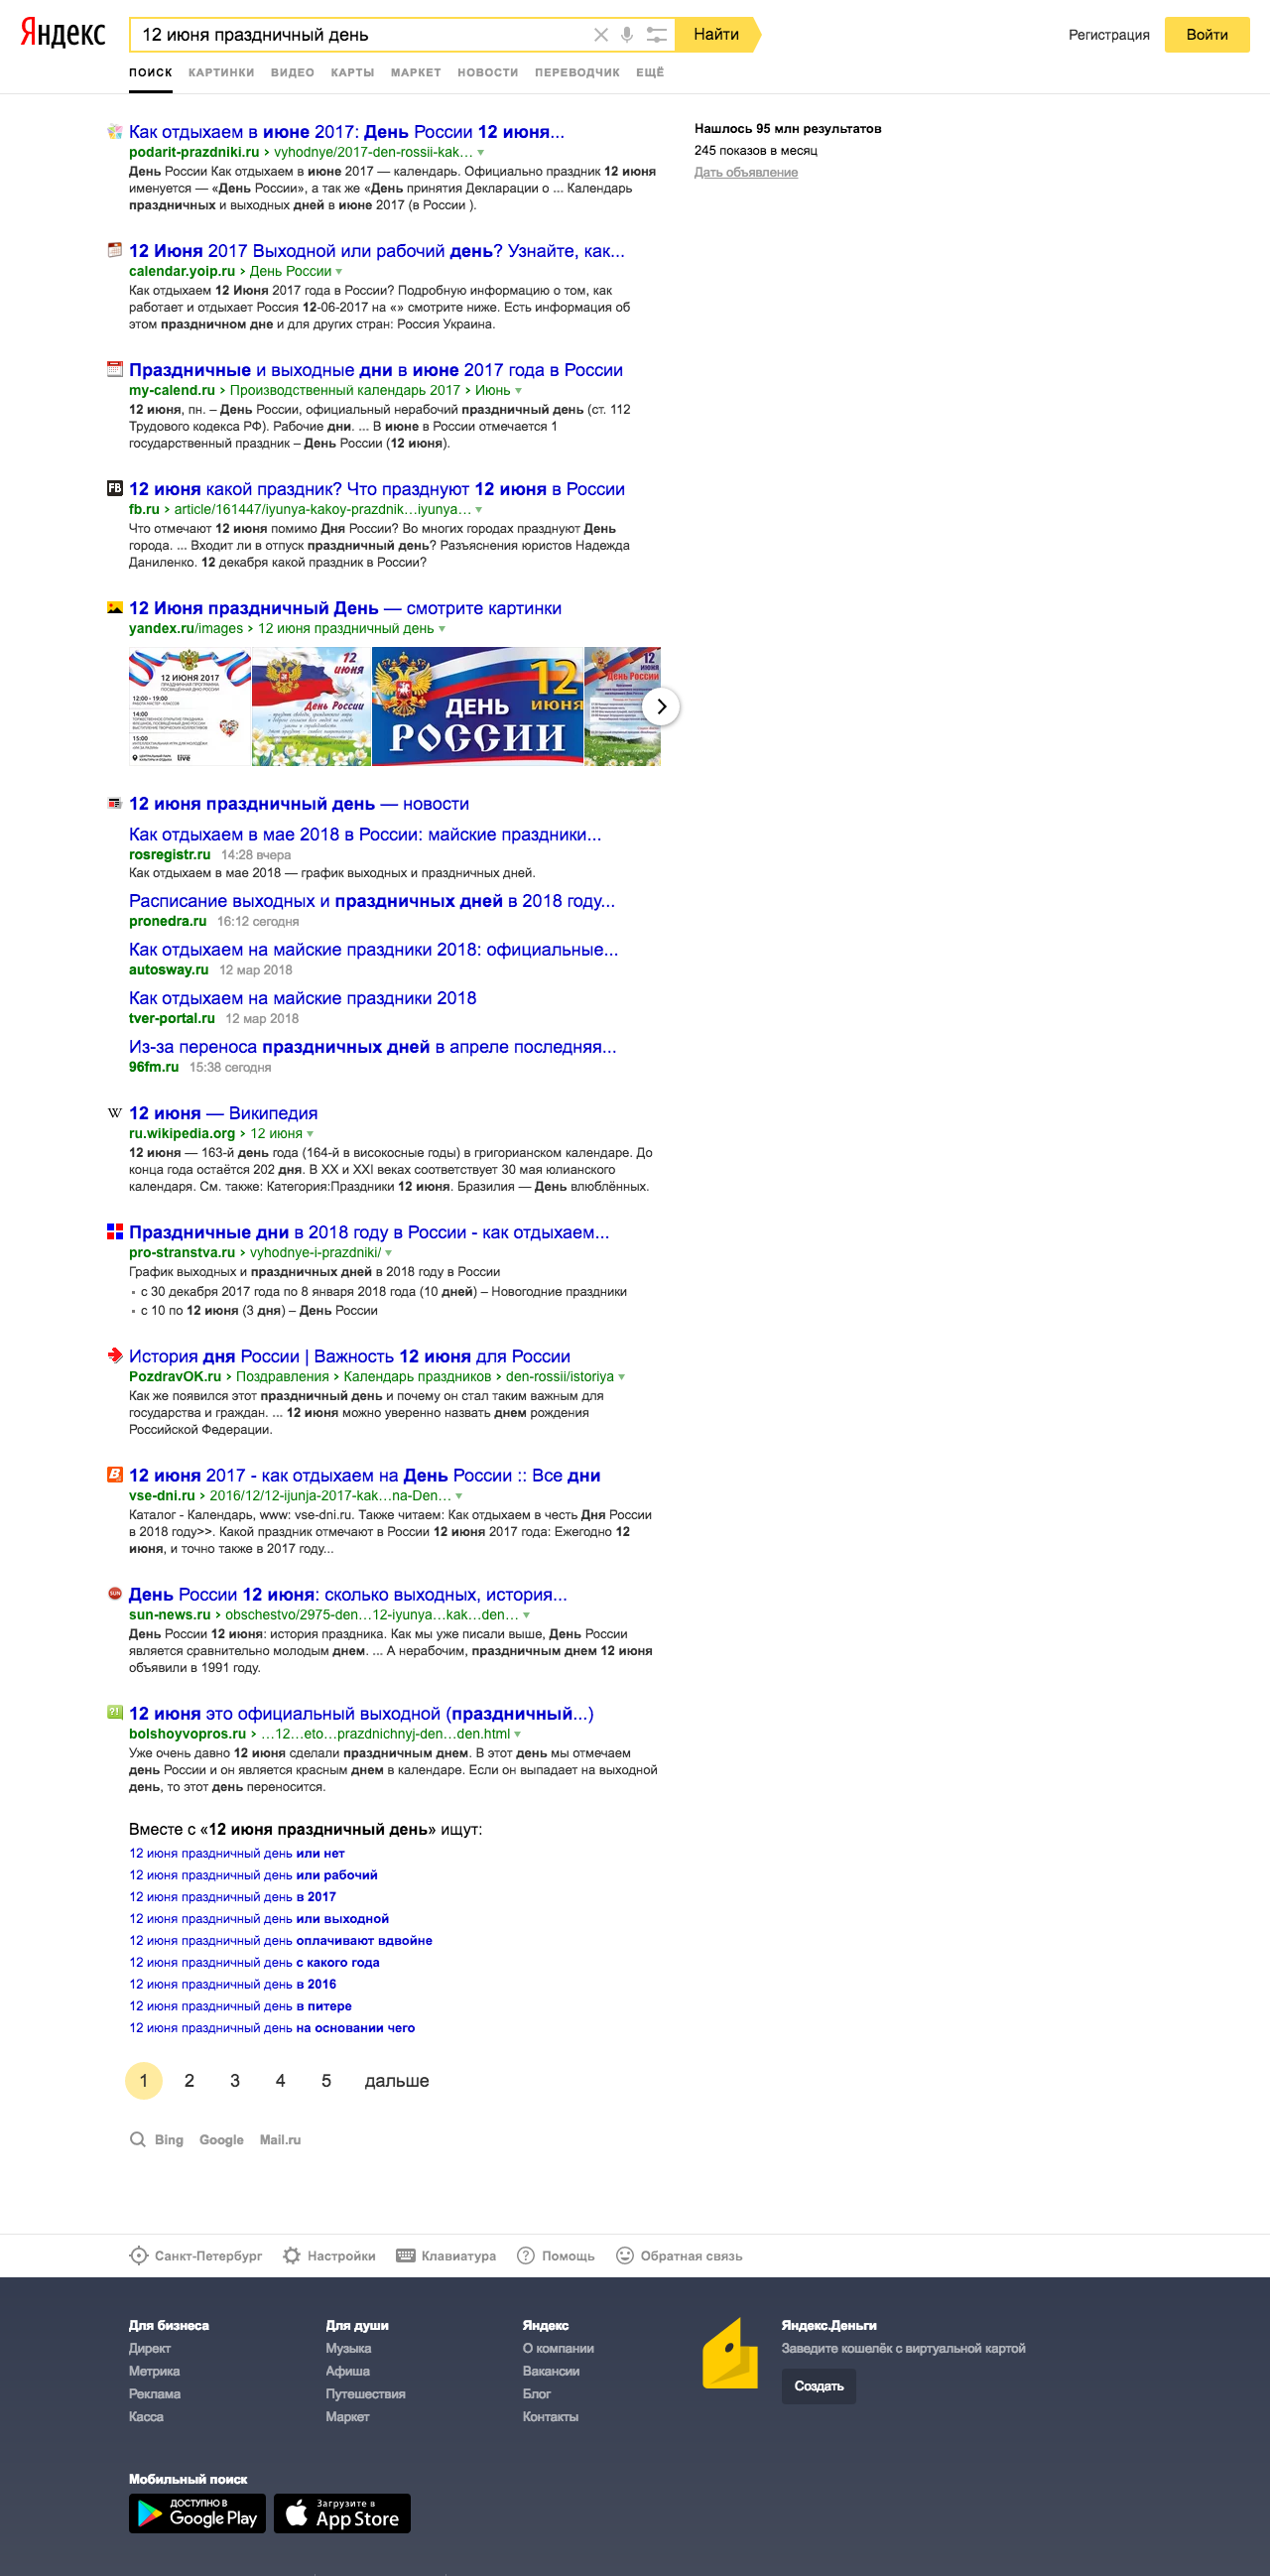 Яндекс
12 июня праздничный день
Найти
Регистрация
Войти
ПОИСК КАРТИНКИ ВИДЕО КАРТЫ МАРКЕТ НОВОСТИ ПЕРЕВОДЧИК ЕЩЁ
Нашлось 95 млн результатов
245 показов в месяц
Дать объявление
Как отдыхаем в июне 2017: День России 12 июня...
podarit-prazdniki.ru › vyhodnye/2017-den-rossii-kak…
День России Как отдыхаем в июне 2017 — календарь. Официально праздник 12 июня
именуется — «День России», а так же «День принятия Декларации о ... Календарь
праздничных и выходных дней в июне 2017 (в России ).
12 Июня 2017 Выходной или рабочий день? Узнайте, как...
calendar.yoip.ru › День России
Как отдыхаем 12 Июня 2017 года в России? Подробную информацию о том, как
работает и отдыхает Россия 12-06-2017 на «» смотрите ниже. Есть информация об
этом праздничном дне и для других стран: Россия Украина.
Праздничные и выходные дни в июне 2017 года в России
my-calend.ru › Производственный календарь 2017 › Июнь
12 июня, пн. – День России, официальный нерабочий праздничный день (ст. 112
Трудового кодекса РФ). Рабочие дни. ... В июне в России отмечается 1
государственный праздник – День России (12 июня).
FB
12 июня какой праздник? Что празднуют 12 июня в России
fb.ru › article/161447/iyunya-kakoy-prazdnik…iyunya…
Что отмечают 12 июня помимо Дня России? Во многих городах празднуют День
города. ... Входит ли в отпуск праздничный день? Разъяснения юристов Надежда
Даниленко. 12 декабря какой праздник в России?
12 Июня праздничный День — смотрите картинки
yandex.ru/images › 12 июня праздничный день
12 ИЮНЯ 2017
12:00 - 19:00
14:00
15:00
live
12
июня
День России
ДЕНЬ
РОССИИ
12
июня
12
июня
День России
12 июня праздничный день — новости
Как отдыхаем в мае 2018 в России: майские праздники...
rosregistr.ru 14:28 вчера
Как отдыхаем в мае 2018 — график выходных и праздничных дней.
Расписание выходных и праздничных дней в 2018 году...
pronedra.ru 16:12 сегодня
Как отдыхаем на майские праздники 2018: официальные...
autosway.ru 12 мар 2018
Как отдыхаем на майские праздники 2018
tver-portal.ru 12 мар 2018
Из-за переноса праздничных дней в апреле последняя...
96fm.ru 15:38 сегодня
W
12 июня — Википедия
ru.wikipedia.org › 12 июня
12 июня — 163-й день года (164-й в високосные годы) в григорианском календаре. До
конца года остаётся 202 дня. В XX и XXI веках соответствует 30 мая юлианского
календаря. См. также: Категория:Праздники 12 июня. Бразилия — День влюблённых.
Праздничные дни в 2018 году в России - как отдыхаем...
pro-stranstva.ru › vyhodnye-i-prazdniki/
График выходных и праздничных дней в 2018 году в России
• с 30 декабря 2017 года по 8 января 2018 года (10 дней) – Новогодние праздники
• с 10 по 12 июня (3 дня) – День России
История дня России | Важность 12 июня для России
PozdravOK.ru › Поздравления › Календарь праздников › den-rossii/istoriya
Как же появился этот праздничный день и почему он стал таким важным для
государства и граждан. ... 12 июня можно уверенно назвать днем рождения
Российской Федерации.
12 июня 2017 - как отдыхаем на День России :: Все дни
vse-dni.ru › 2016/12/12-ijunja-2017-kak…na-Den…
Каталог - Календарь, www: vse-dni.ru. Также читаем: Как отдыхаем в честь Дня России
в 2018 году>>. Какой праздник отмечают в России 12 июня 2017 года: Ежегодно 12
июня, и точно также в 2017 году...
SUN
День России 12 июня: сколько выходных, история...
sun-news.ru › obschestvo/2975-den…12-iyunya…kak…den…
День России 12 июня: история праздника. Как мы уже писали выше, День России
является сравнительно молодым днем. ... А нерабочим, праздничным днем 12 июня
объявили в 1991 году.
12 июня это официальный выходной (праздничный...)
bolshoyvopros.ru › …12…eto…prazdnichnyj-den…den.html
Уже очень давно 12 июня сделали праздничным днем. В этот день мы отмечаем
день России и он является красным днем в календаре. Если он выпадает на выходной
день, то этот день переносится.
Вместе с «12 июня праздничный день» ищут:
12 июня праздничный день или нет
12 июня праздничный день или рабочий
12 июня праздничный день в 2017
12 июня праздничный день или выходной
12 июня праздничный день оплачивают вдвойне
12 июня праздничный день с какого года
12 июня праздничный день в 2016
12 июня праздничный день в питере
12 июня праздничный день на основании чего
1 2 3 4 5 дальше
Bing Google Mail.ru
Санкт-Петербург Настройки Клавиатура Помощь Обратная связь
Для бизнеса
Директ
Метрика
Реклама
Касса
Для души
Музыка
Афиша
Путешествия
Маркет
Яндекс
О компании
Вакансии
Блог
Контакты
Яндекс.Деньги
Заведите кошелёк с виртуальной картой
Создать
Мобильный поиск
ДОСТУПНО В
Google Play
Загрузите в
App Store